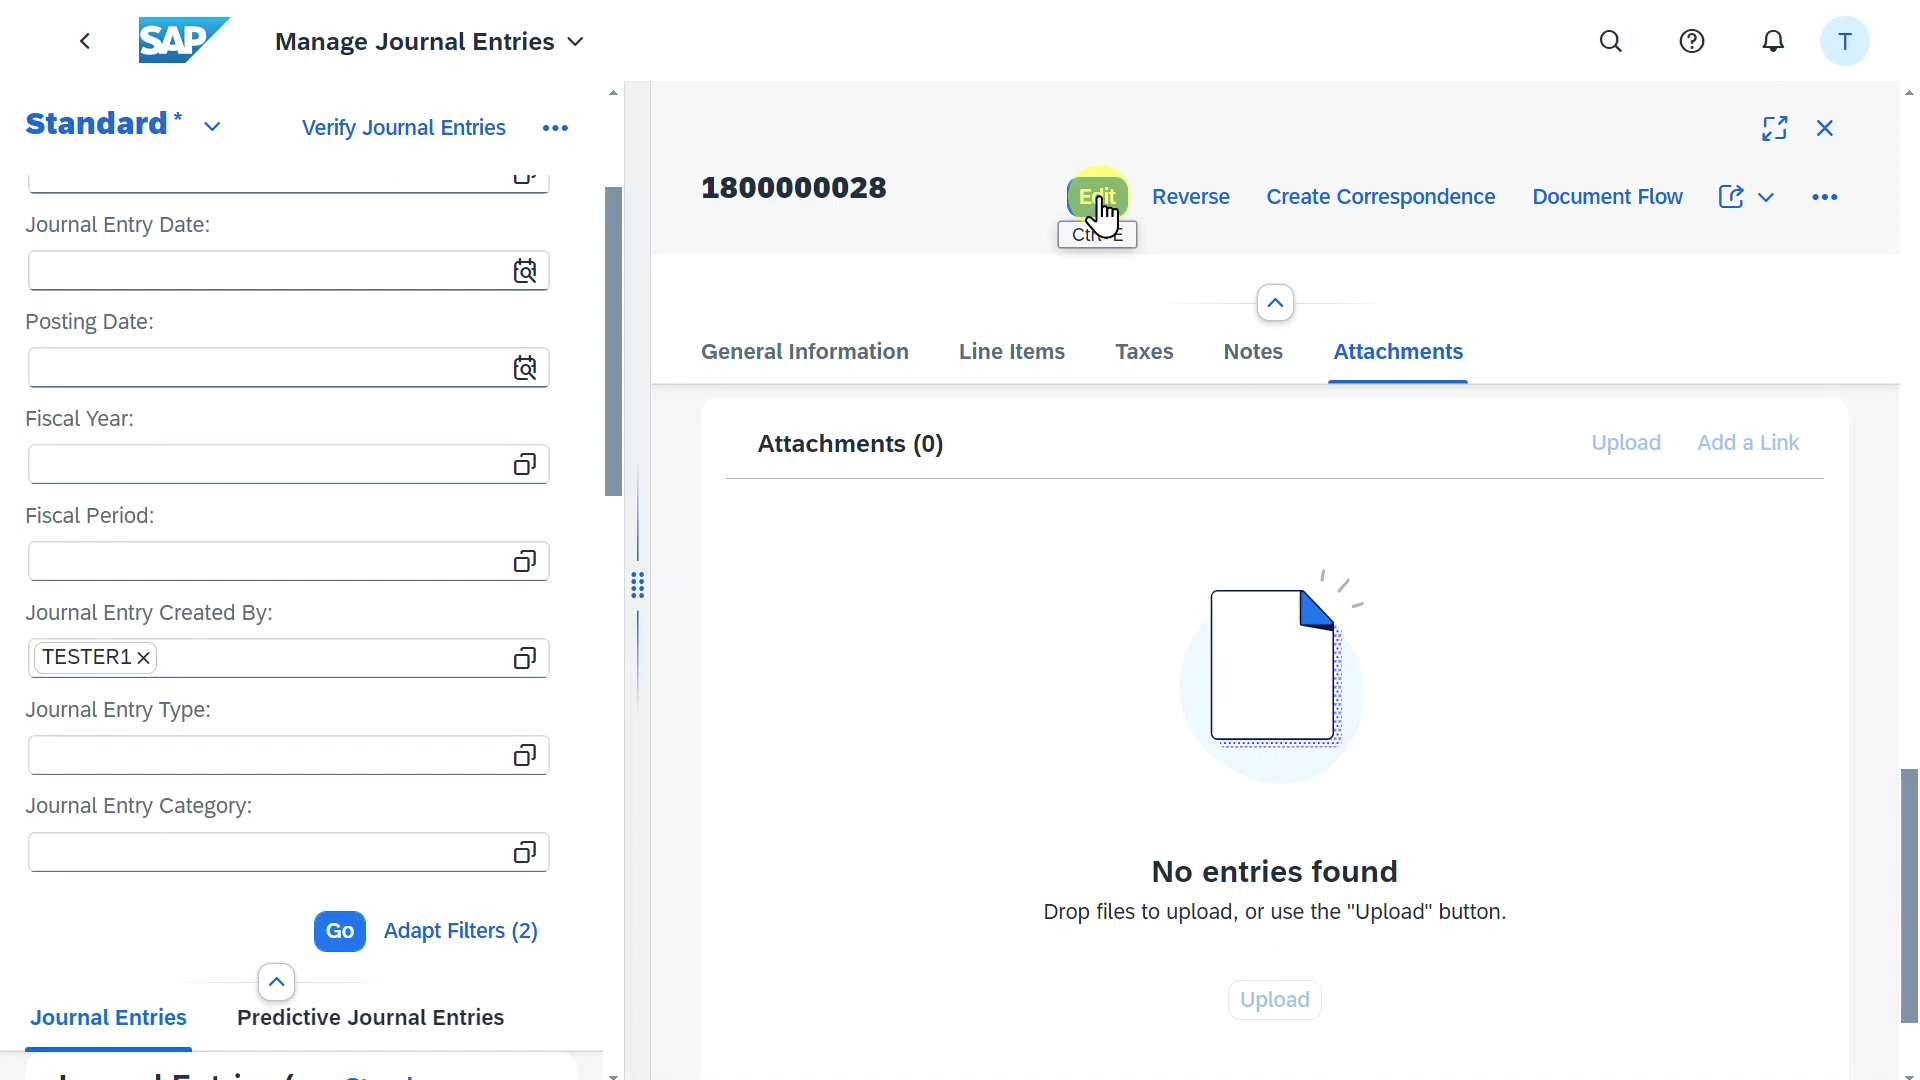 SAP Manage Journal Entries T
Standard * Verify Journal Entries
Journal Entry Date:
Posting Date:
Fiscal Year:
Fiscal Period:
Journal Entry Created By:
TESTER1
Journal Entry Type:
Journal Entry Category:
Go Adapt Filters (2)
Journal Entries Predictive Journal Entries
1800000028 Edit Reverse Create Correspondence Document Flow
General Information Line Items Taxes Notes Attachments
Attachments (0) Upload Add a Link
No entries found
Drop files to upload, or use the "Upload" button.
Upload